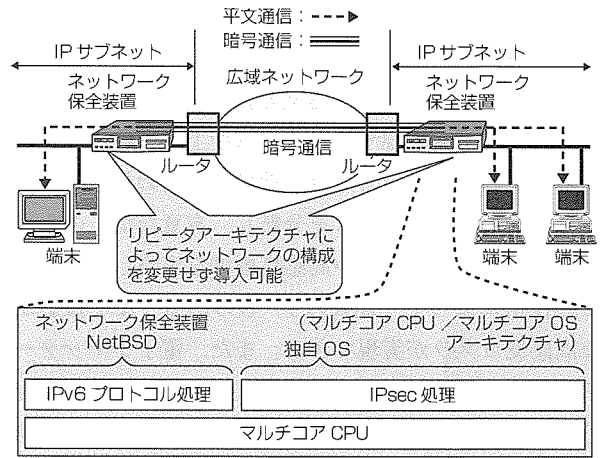 平文通信：
暗号通信：
IP サブネット
IP サブネット
ネットワーク
保全装置
広域ネットワーク
ネットワーク
保全装置
ルータ
暗号通信
ルータ
端末
リピータアーキテクチャに
よってネットワークの構成
を変更せず導入可能
端末
端末
ネットワーク保全装置
（マルチコア CPU ／マルチコア OS
アーキテクチャ）
NetBSD
独自 OS
IPv6 プロトコル処理
IPsec 処理
マルチコア CPU